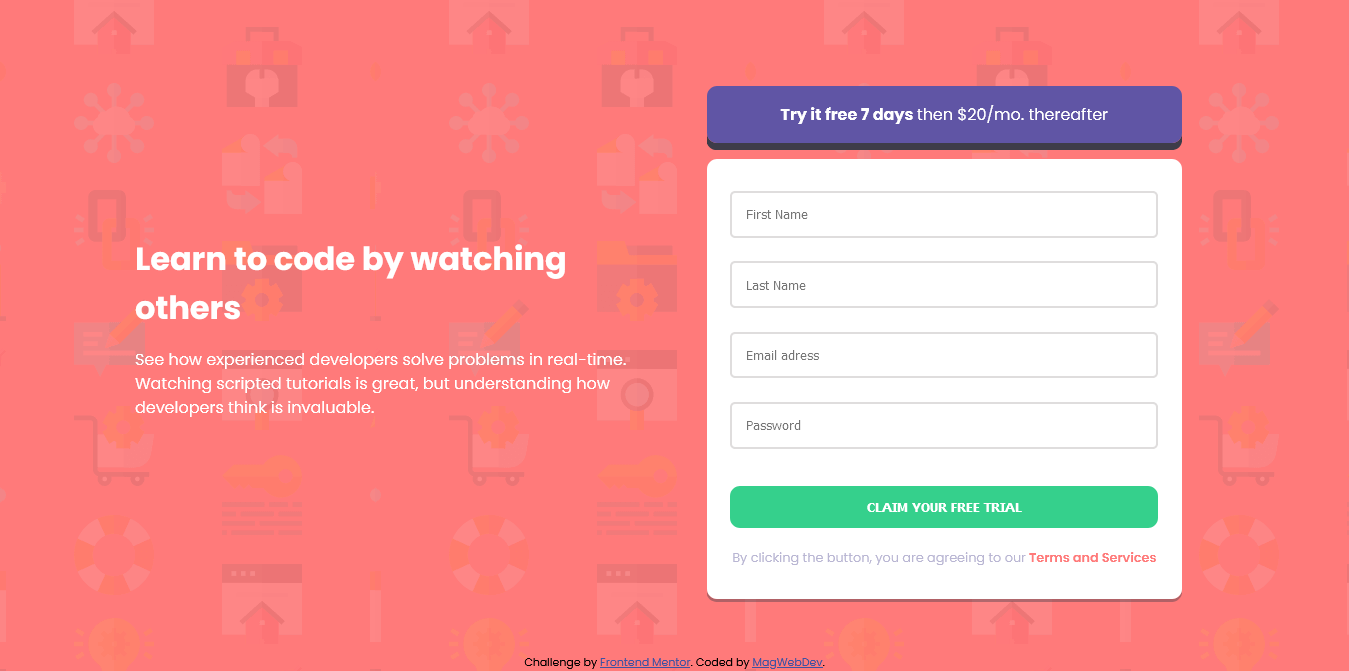 Learn to code by watching
others
See how experienced developers solve problems in real-time.
Watching scripted tutorials is great, but understanding how
developers think is invaluable.
Try it free 7 days then $20/mo. thereafter
First Name
Last Name
Email adress
Password
CLAIM YOUR FREE TRIAL
By clicking the button, you are agreeing to our Terms and Services
Challenge by Frontend Mentor. Coded by MagWebDev.